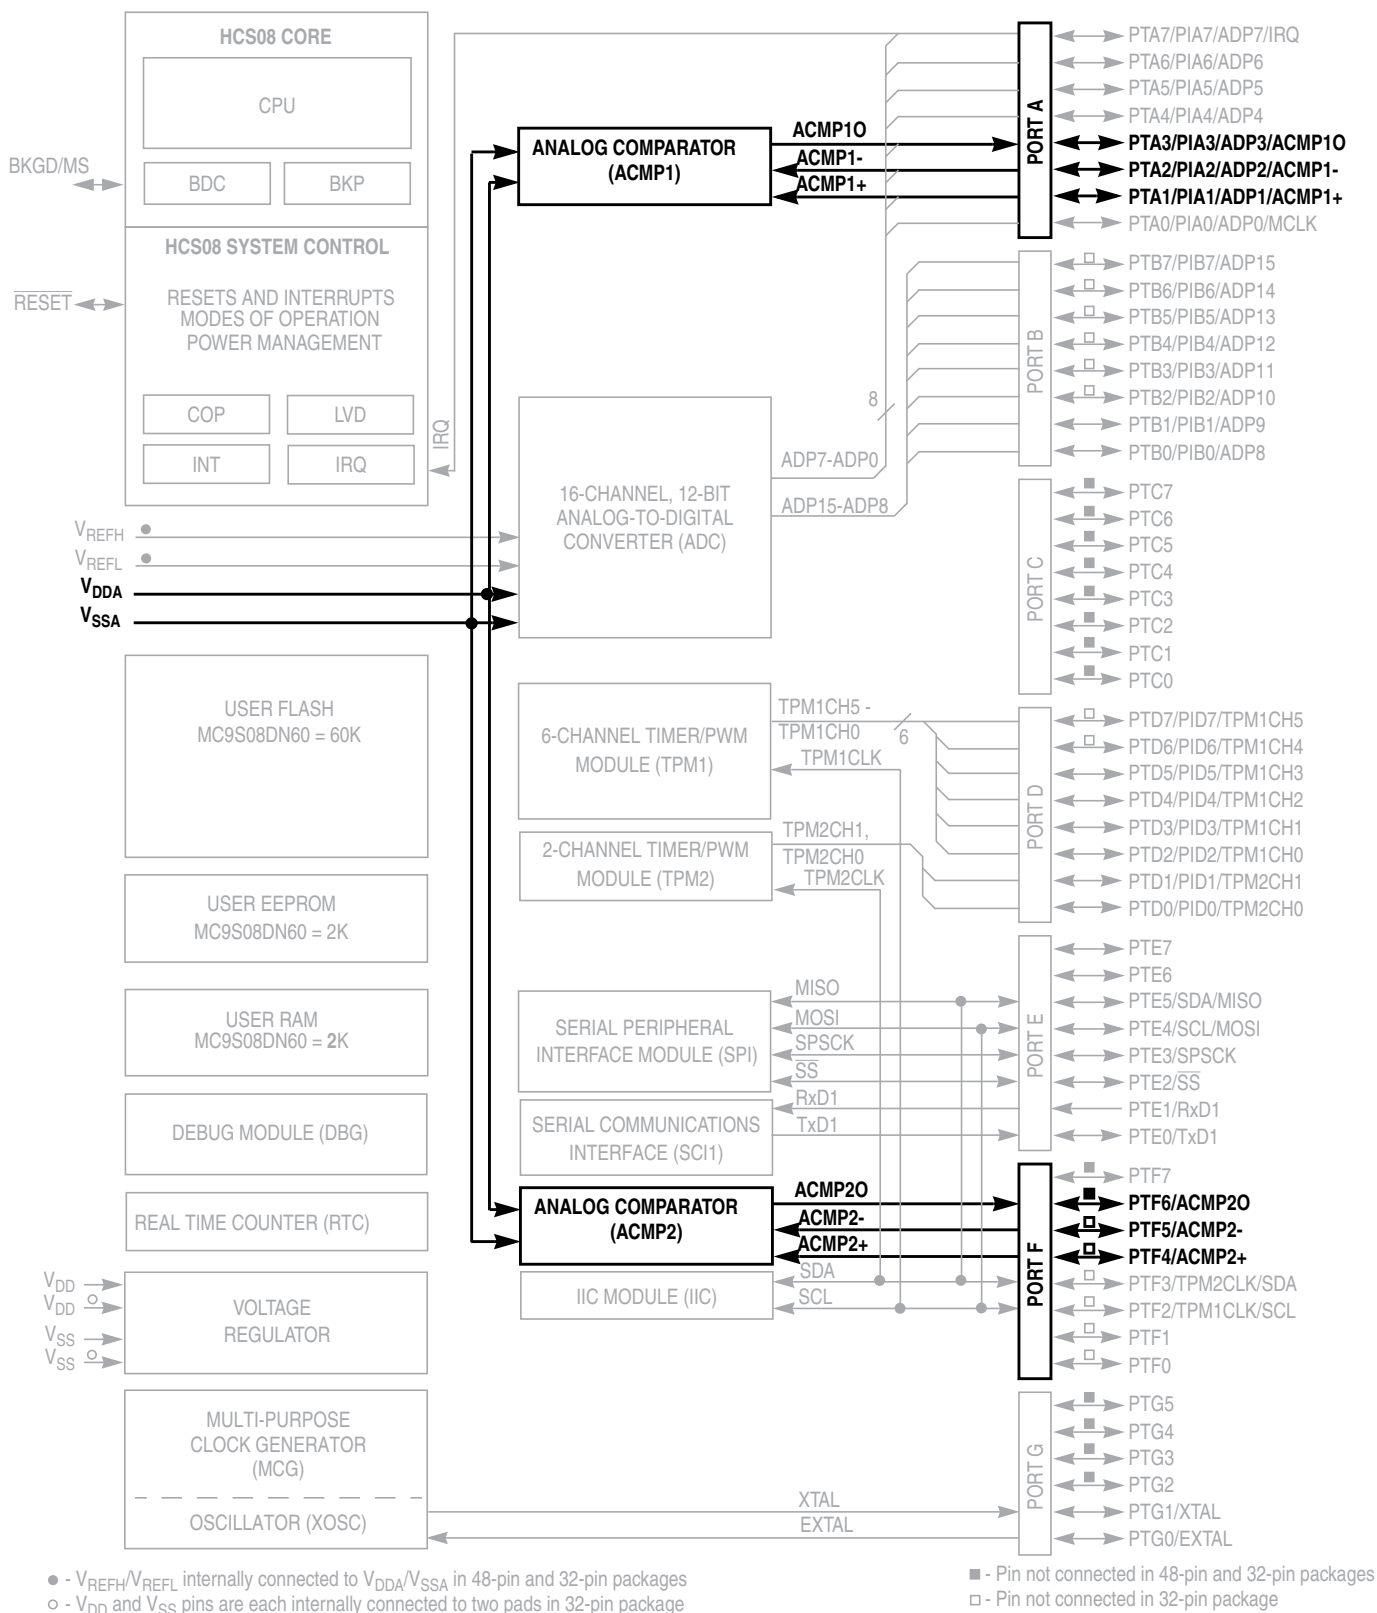 HCS08 CORE
CPU
BDC
BKP
BKGD/MS
HCS08 SYSTEM CONTROL
RESETS AND INTERRUPTS
MODES OF OPERATION
POWER MANAGEMENT
RESET
COP
LVD
INT
IRQ
IRQ
VREFH
VREFL
VDDA
VSSA
USER FLASH
MC9S08DN60 = 60K
USER EEPROM
MC9S08DN60 = 2K
USER RAM
MC9S08DN60 = 2K
DEBUG MODULE (DBG)
REAL TIME COUNTER (RTC)
VDD
VDD
VSS
VSS
VOLTAGE
REGULATOR
MULTI-PURPOSE
CLOCK GENERATOR
(MCG)
OSCILLATOR (XOSC)
ANALOG COMPARATOR
(ACMP1)
ACMP1O
ACMP1-
ACMP1+
16-CHANNEL, 12-BIT
ANALOG-TO-DIGITAL
CONVERTER (ADC)
8
ADP7-ADP0
ADP15-ADP8
6-CHANNEL TIMER/PWM
MODULE (TPM1)
TPM1CH5 -
TPM1CH0
6
TPM1CLK
2-CHANNEL TIMER/PWM
MODULE (TPM2)
TPM2CH1,
TPM2CH0
TPM2CLK
SERIAL PERIPHERAL
INTERFACE MODULE (SPI)
MISO
MOSI
SPSCK
SS
SERIAL COMMUNICATIONS
INTERFACE (SCI1)
RxD1
TxD1
ANALOG COMPARATOR
(ACMP2)
ACMP2O
ACMP2-
ACMP2+
IIC MODULE (IIC)
SDA
SCL
XTAL
EXTAL
PORT A
PTA7/PIA7/ADP7/IRQ
PTA6/PIA6/ADP6
PTA5/PIA5/ADP5
PTA4/PIA4/ADP4
PTA3/PIA3/ADP3/ACMP1O
PTA2/PIA2/ADP2/ACMP1-
PTA1/PIA1/ADP1/ACMP1+
PTA0/PIA0/ADP0/MCLK
PORT B
PTB7/PIB7/ADP15
PTB6/PIB6/ADP14
PTB5/PIB5/ADP13
PTB4/PIB4/ADP12
PTB3/PIB3/ADP11
PTB2/PIB2/ADP10
PTB1/PIB1/ADP9
PTB0/PIB0/ADP8
PORT C
PTC7
PTC6
PTC5
PTC4
PTC3
PTC2
PTC1
PTC0
PORT D
PTD7/PID7/TPM1CH5
PTD6/PID6/TPM1CH4
PTD5/PID5/TPM1CH3
PTD4/PID4/TPM1CH2
PTD3/PID3/TPM1CH1
PTD2/PID2/TPM1CH0
PTD1/PID1/TPM2CH1
PTD0/PID0/TPM2CH0
PORT E
PTE7
PTE6
PTE5/SDA/MISO
PTE4/SCL/MOSI
PTE3/SPSCK
PTE2/SS
PTE1/RxD1
PTE0/TxD1
PORT F
PTF7
PTF6/ACMP2O
PTF5/ACMP2-
PTF4/ACMP2+
PTF3/TPM2CLK/SDA
PTF2/TPM1CLK/SCL
PTF1
PTF0
PORT G
PTG5
PTG4
PTG3
PTG2
PTG1/XTAL
PTG0/EXTAL
● - VREFH/VREFL internally connected to VDDA/VSSA in 48-pin and 32-pin packages
○ - VDD and VSS pins are each internally connected to two pads in 32-pin package
■ - Pin not connected in 48-pin and 32-pin packages
□ - Pin not connected in 32-pin package